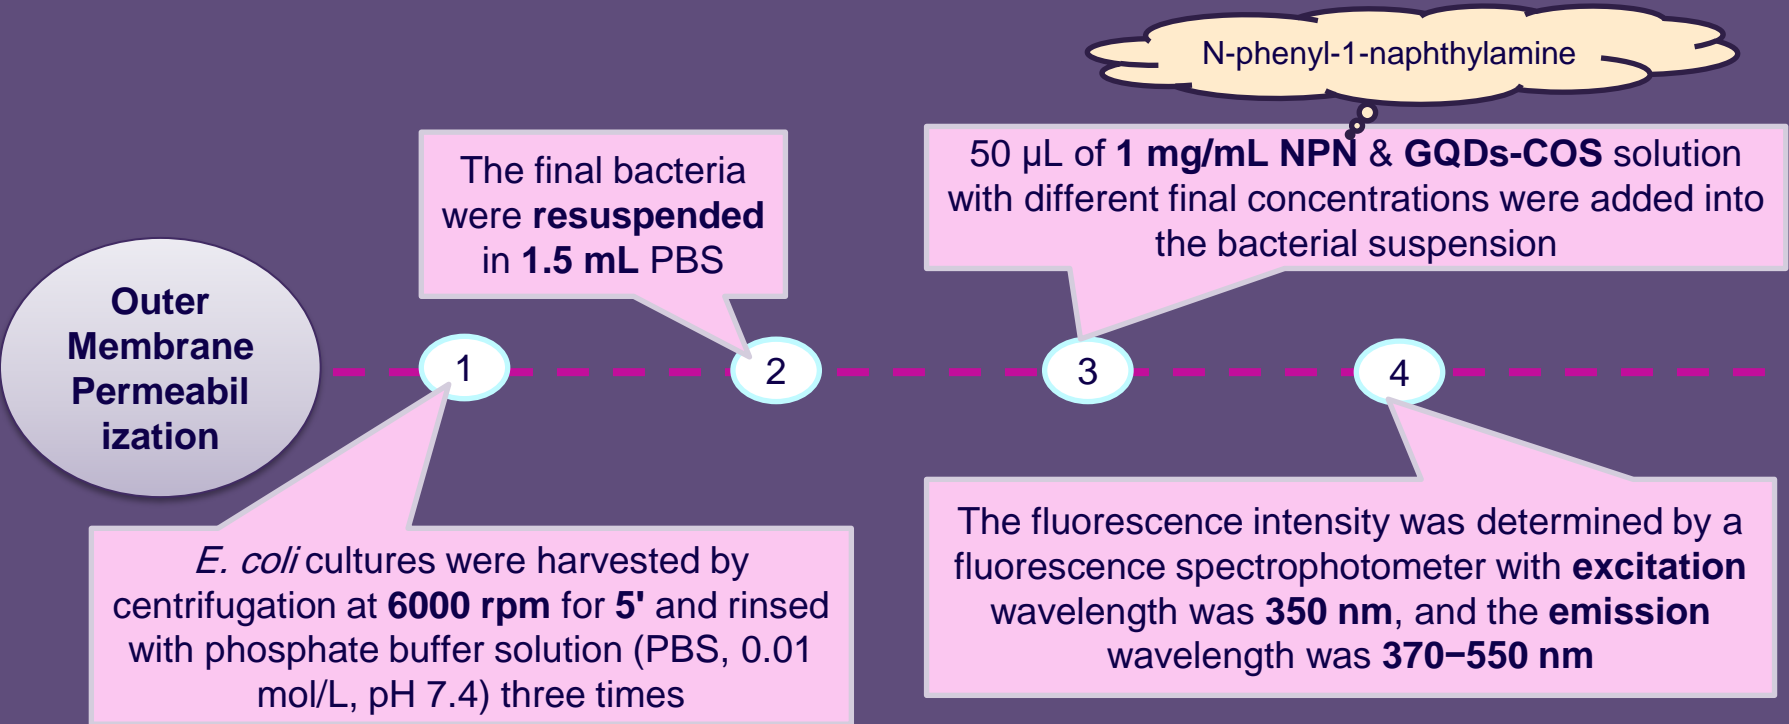 Outer
Membrane
Permeabil
ization
1
E. coli cultures were harvested by
centrifugation at 6000 rpm for 5' and rinsed
with phosphate buffer solution (PBS, 0.01
mol/L, pH 7.4) three times
2
The final bacteria
were resuspended
in 1.5 mL PBS
3
N-phenyl-1-naphthylamine
50 µL of 1 mg/mL NPN & GQDs-COS solution
with different final concentrations were added into
the bacterial suspension
4
The fluorescence intensity was determined by a
fluorescence spectrophotometer with excitation
wavelength was 350 nm, and the emission
wavelength was 370−550 nm